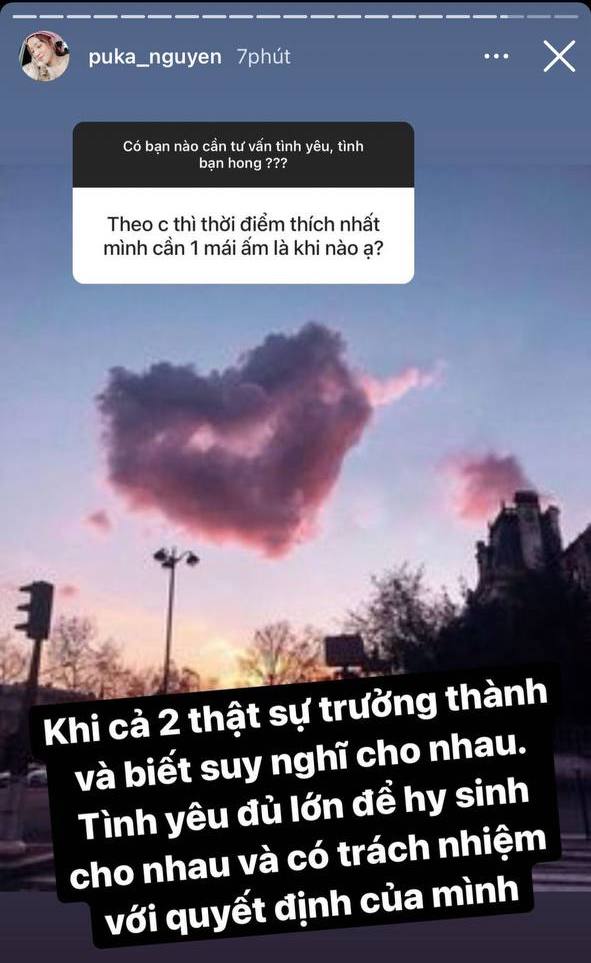 puka_nguyen 7phút
Có bạn nào cần tư vấn tình yêu, tình
bạn hong ???
Theo c thì thời điểm thích nhất
mình cần 1 mái ấm là khi nào ạ?
Khi cả 2 thật sự trưởng thành
và biết suy nghĩ cho nhau.
Tình yêu đủ lớn để hy sinh
cho nhau và có trách nhiệm
với quyết định của mình